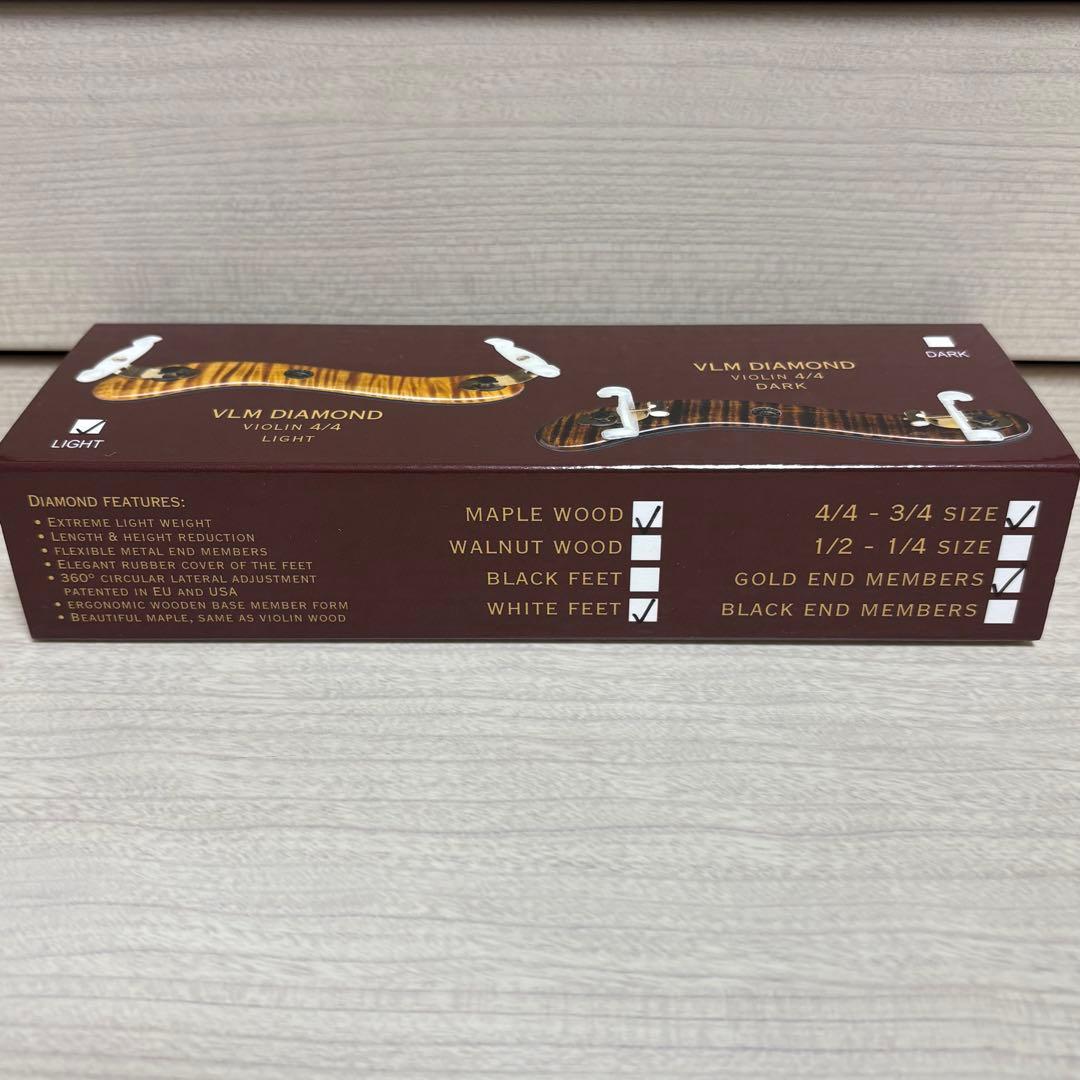 VLM DIAMOND
VIOLIN 4/4
LIGHT
LIGHT
VLM DIAMOND
VIOLIN 4/4
DARK
DARK
DIAMOND FEATURES:
• EXTREME LIGHT WEIGHT
• LENGTH & HEIGHT REDUCTION
• FLEXIBLE METAL END MEMBERS
• ELEGANT RUBBER COVER OF THE FEET
• 360° CIRCULAR LATERAL ADJUSTMENT
PATENTED IN EU AND USA
• ERGONOMIC WOODEN BASE MEMBER FORM
• BEAUTIFUL MAPLE, SAME AS VIOLIN WOOD
MAPLE WOOD
WALNUT WOOD
BLACK FEET
WHITE FEET
4/4 - 3/4 SIZE
1/2 - 1/4 SIZE
GOLD END MEMBERS
BLACK END MEMBERS